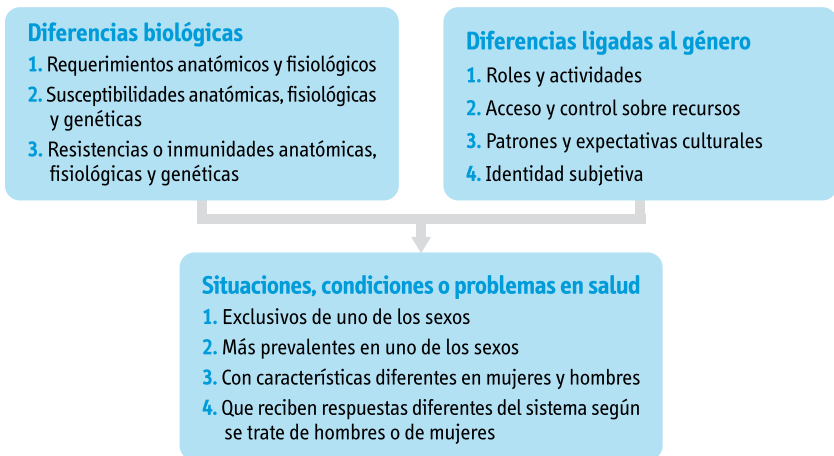 Diferencias biológicas
1. Requerimientos anatómicos y fisiológicos
2. Susceptibilidades anatómicas, fisiológicas
y genéticas
3. Resistencias o inmunidades anatómicas,
fisiológicas y genéticas
Diferencias ligadas al género
1. Roles y actividades
2. Acceso y control sobre recursos
3. Patrones y expectativas culturales
4. Identidad subjetiva
Situaciones, condiciones o problemas en salud
1. Exclusivos de uno de los sexos
2. Más prevalentes en uno de los sexos
3. Con características diferentes en mujeres y hombres
4. Que reciben respuestas diferentes del sistema según
se trate de hombres o de mujeres